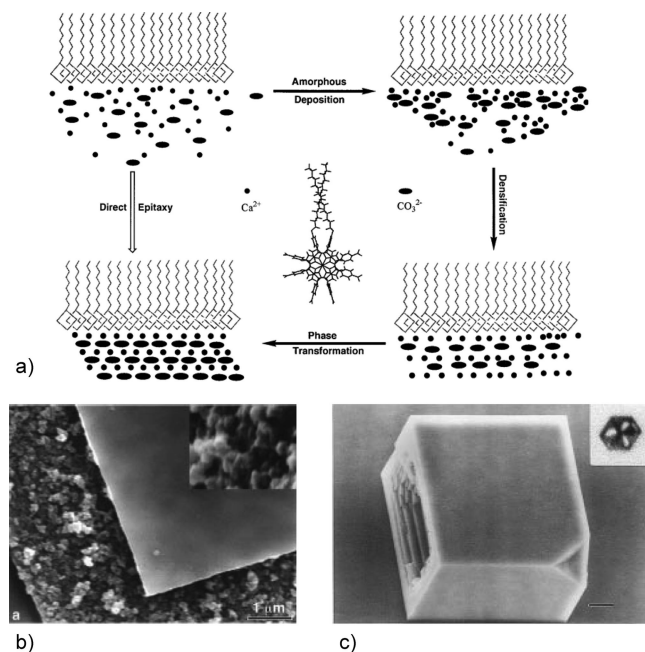 Amorphous
Deposition
Direct Epitaxy
Ca2+
CO32-
Densification
Phase
Transformation
a)
a
1 μm
b)
c)